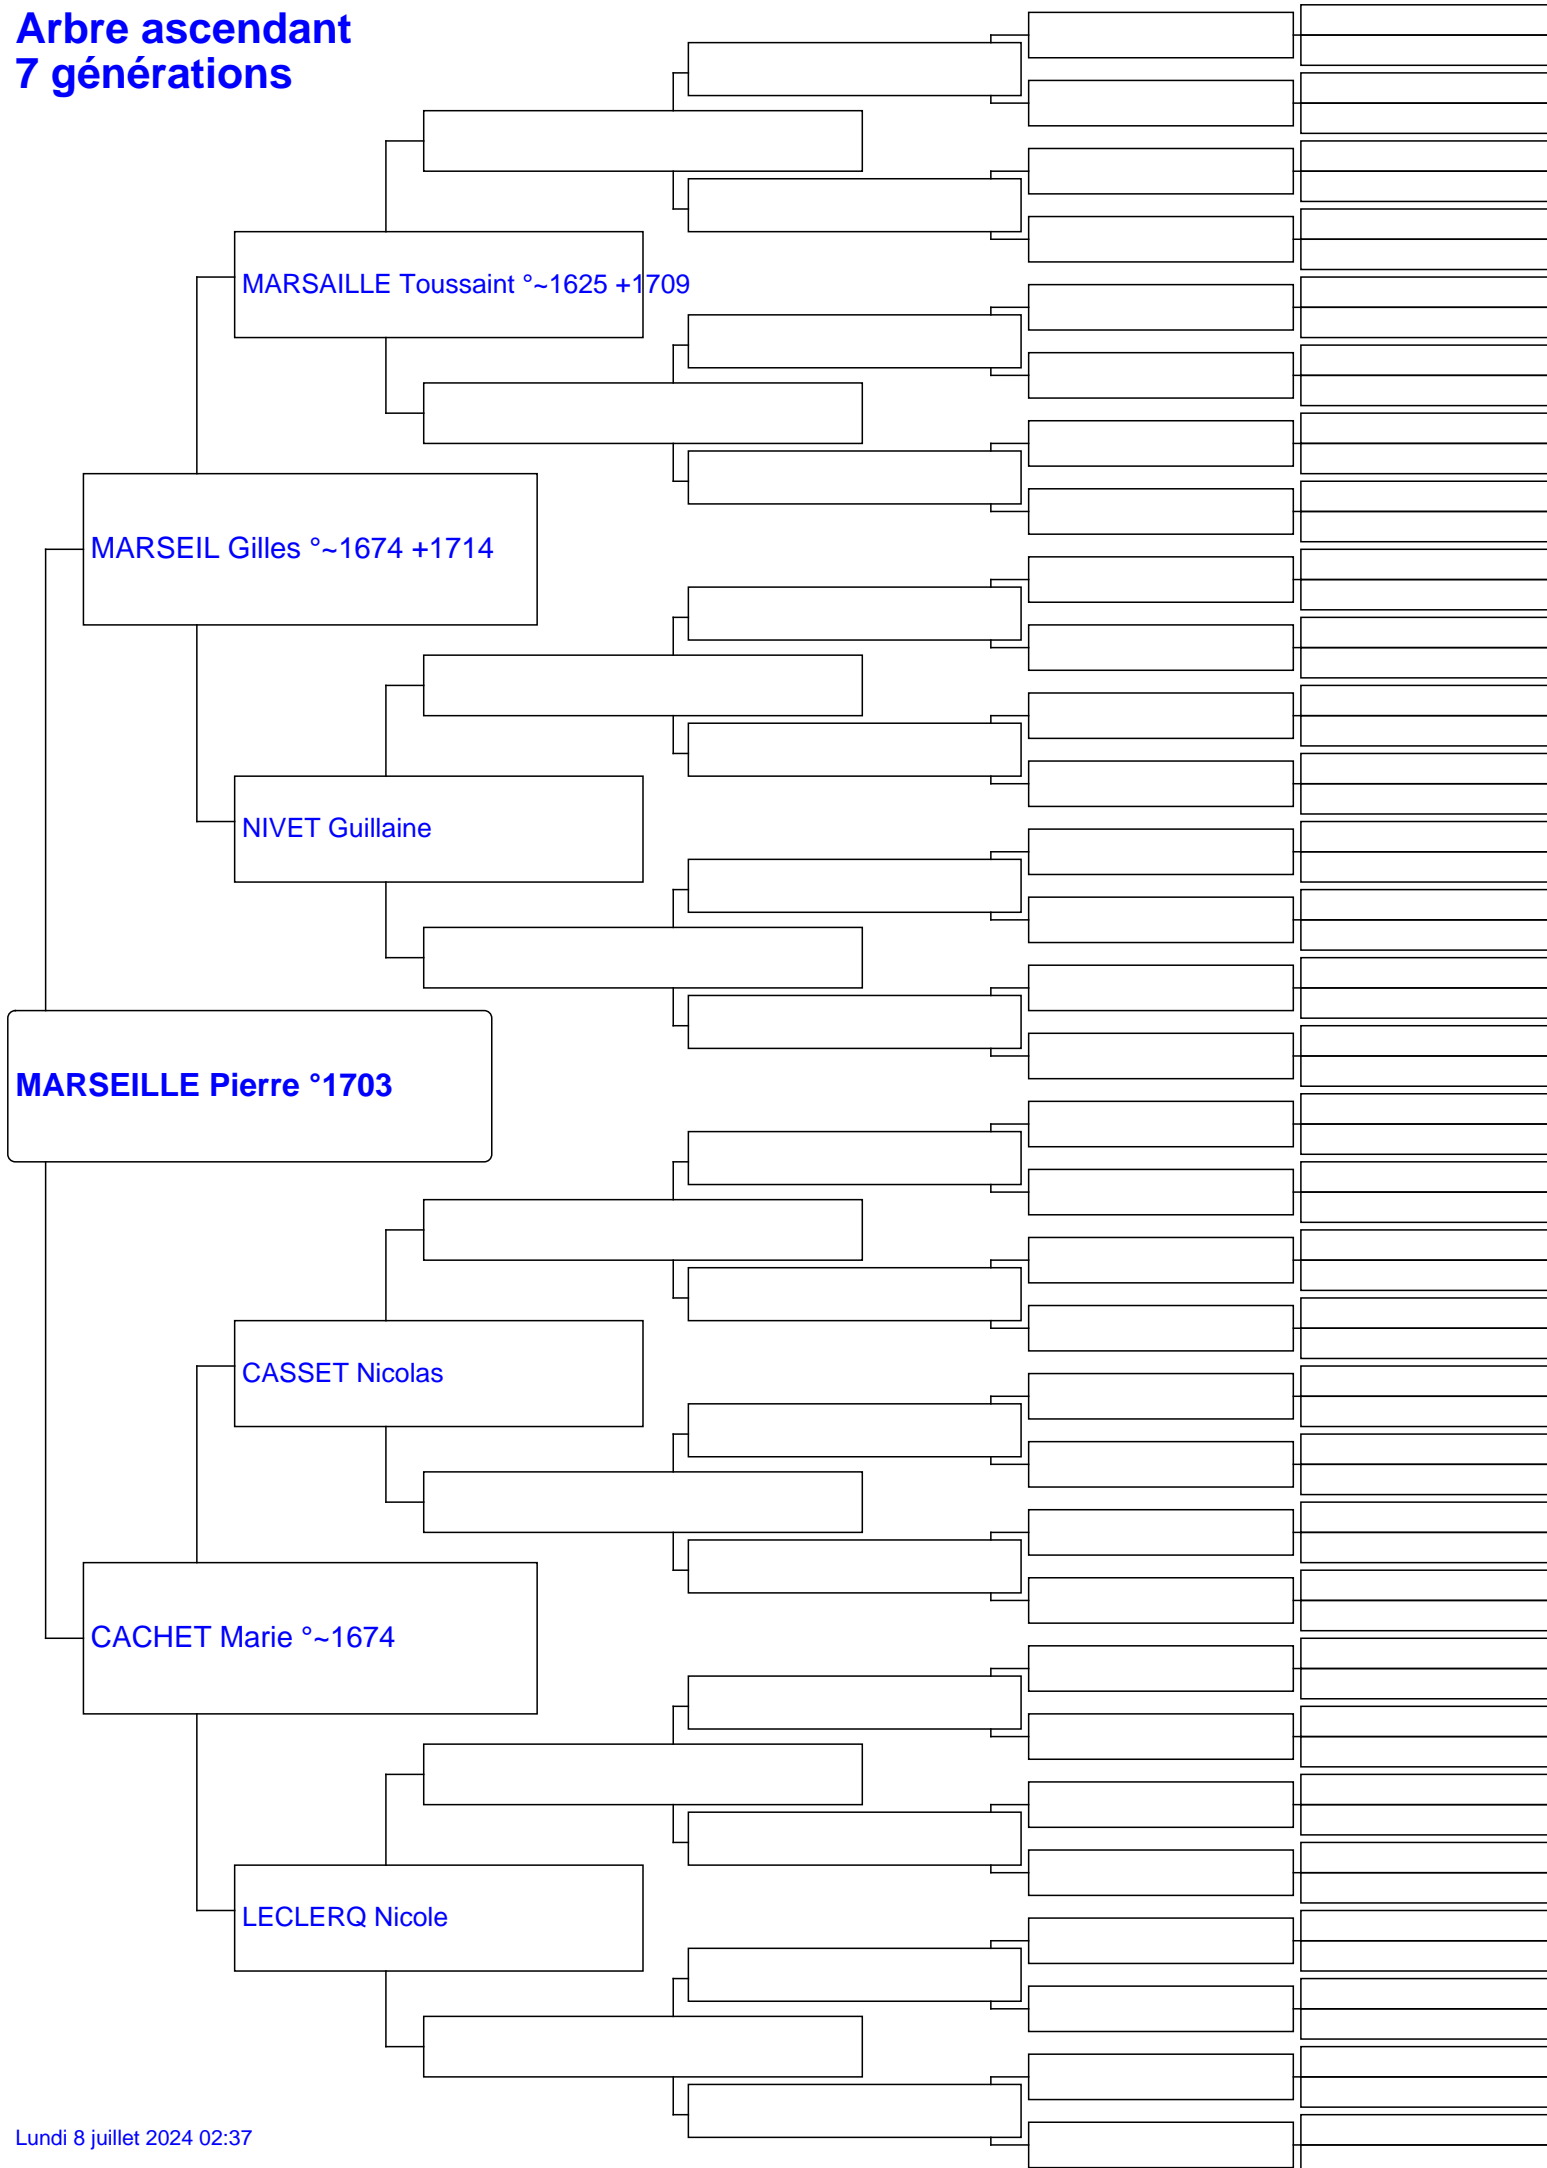 Arbre ascendant
7 générations
MARSAILLE Toussaint °~1625 +1709
MARSEIL Gilles °~1674 +1714
NIVET Guillaine
MARSEILLE Pierre °1703
CASSET Nicolas
CACHET Marie °~1674
LECLERQ Nicole
Lundi 8 juillet 2024 02:37